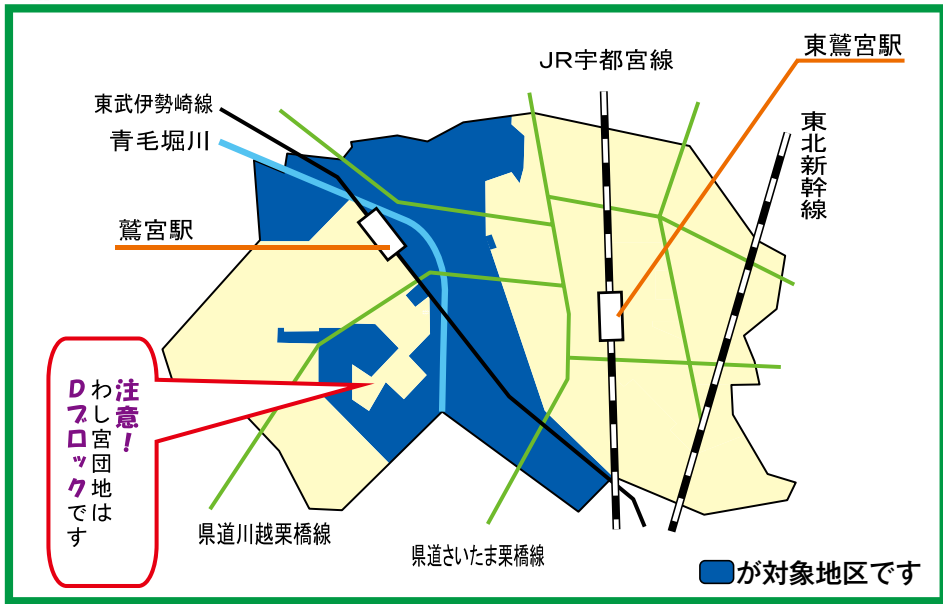 東鷲宮駅
JR宇都宮線
東武伊勢崎線
青毛堀川
東北新幹線
鷲宮駅
注意!
わし宮団地は
Dブロックです
県道川越栗橋線
県道さいたま栗橋線
が対象地区です